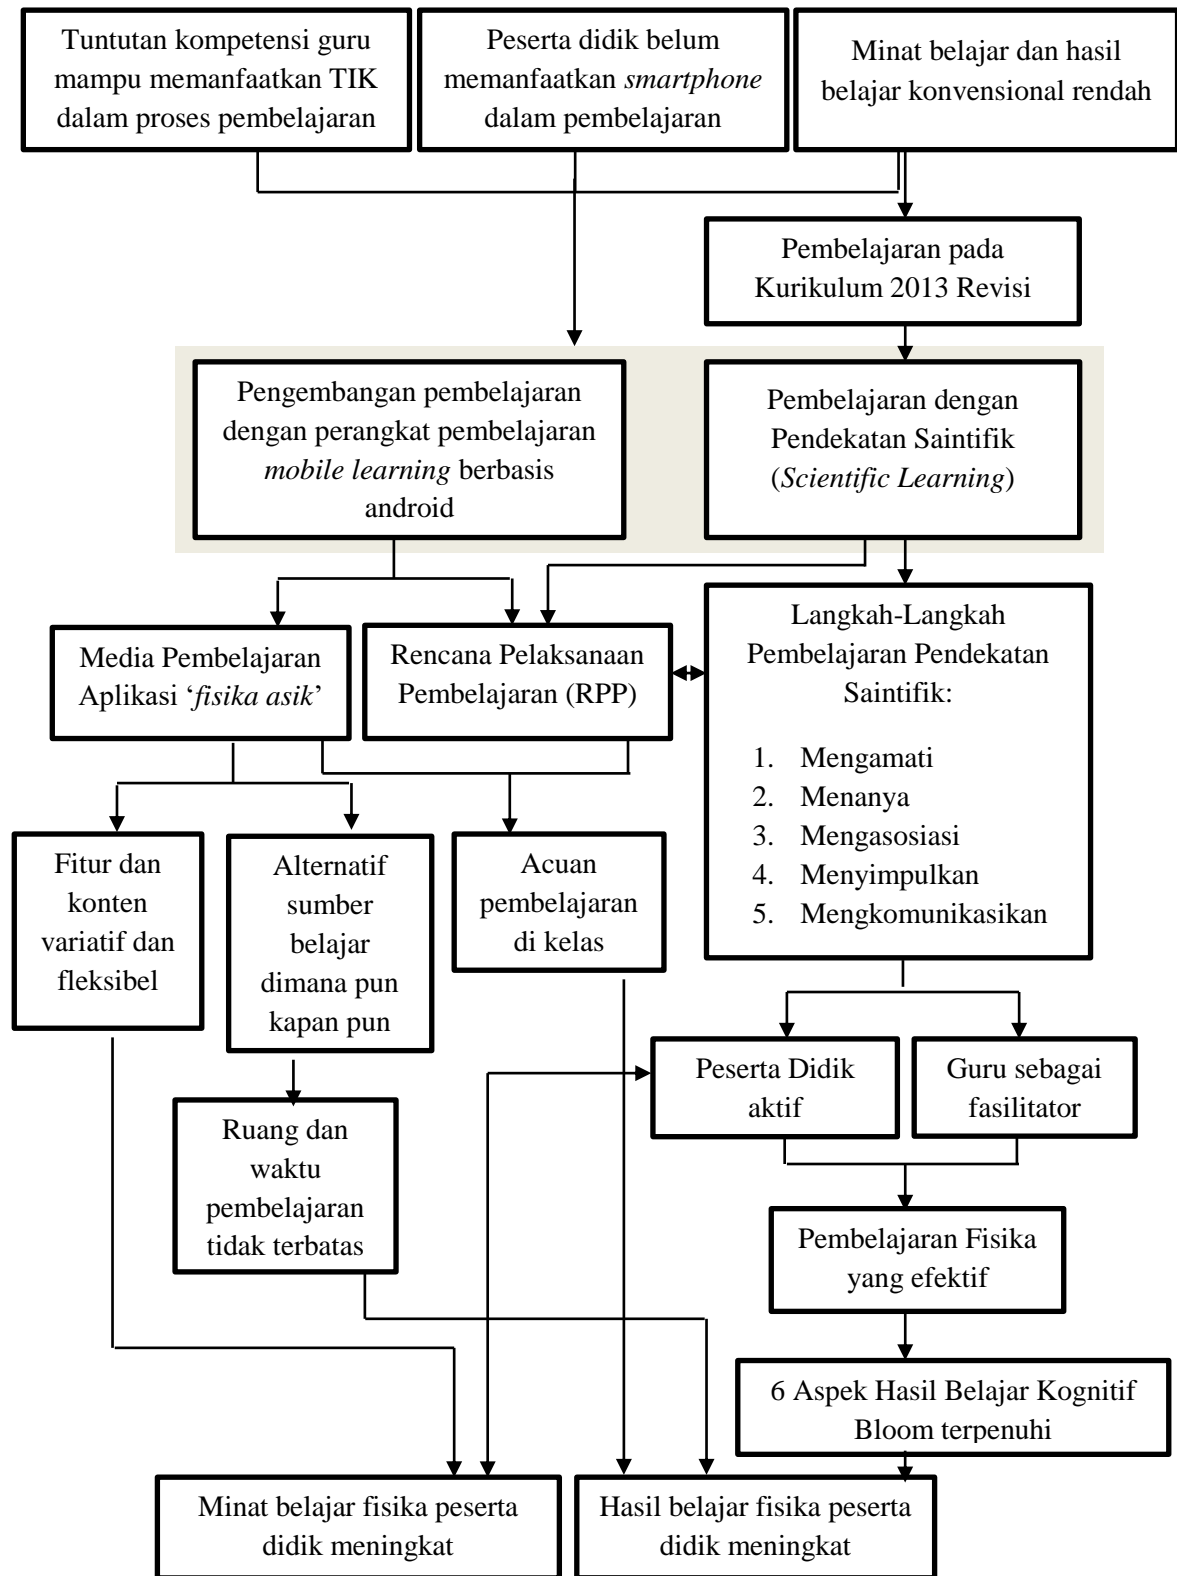 Tuntutan kompetensi guru
mampu memanfaatkan TIK
dalam proses pembelajaran
Peserta didik belum
memanfaatkan smartphone
dalam pembelajaran
Minat belajar dan hasil
belajar konvensional rendah
Pembelajaran pada
Kurikulum 2013 Revisi
Pengembangan pembelajaran
dengan perangkat pembelajaran
mobile learning berbasis
android
Pembelajaran dengan
Pendekatan Saintifik
(Scientific Learning)
Media Pembelajaran
Aplikasi ‘fisika asik’
Rencana Pelaksanaan
Pembelajaran (RPP)
Langkah-Langkah
Pembelajaran Pendekatan
Saintifik:
1. Mengamati
2. Menanya
3. Mengasosiasi
4. Menyimpulkan
5. Mengkomunikasikan
Fitur dan
konten
variatif dan
fleksibel
Alternatif
sumber
belajar
dimana pun
kapan pun
Acuan
pembelajaran
di kelas
Peserta Didik
aktif
Guru sebagai
fasilitator
Ruang dan
waktu
pembelajaran
tidak terbatas
Pembelajaran Fisika
yang efektif
6 Aspek Hasil Belajar Kognitif
Bloom terpenuhi
Minat belajar fisika peserta
didik meningkat
Hasil belajar fisika peserta
didik meningkat